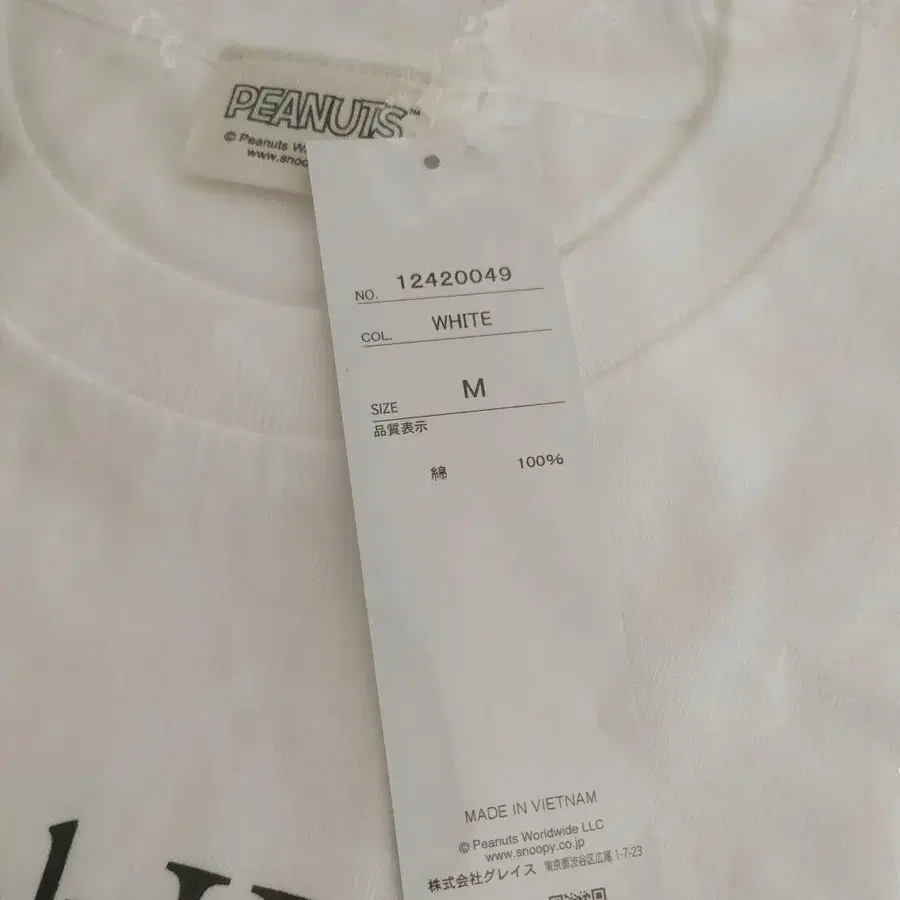 PEANUTS™
© Peanuts
www.snoo
NO. 12420049
COL. WHITE
SIZE M
品質表示
綿 100%
MADE IN VIETNAM
© Peanuts Worldwide LLC
www.snoopy.co.jp
株式会社グレイス 東京都渋谷区広尾 1-7-23